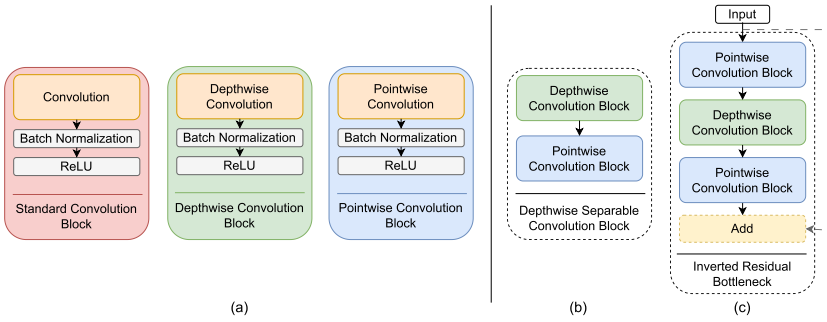 Convolution
Batch Normalization
ReLU
Standard Convolution
Block
Depthwise
Convolution
Batch Normalization
ReLU
Depthwise Convolution
Block
Pointwise
Convolution
Batch Normalization
ReLU
Pointwise Convolution
Block
(a)
Depthwise
Convolution Block
Pointwise
Convolution Block
Depthwise Separable
Convolution Block
(b)
Input
Pointwise
Convolution Block
Depthwise
Convolution Block
Pointwise
Convolution Block
Add
Inverted Residual
Bottleneck
(c)